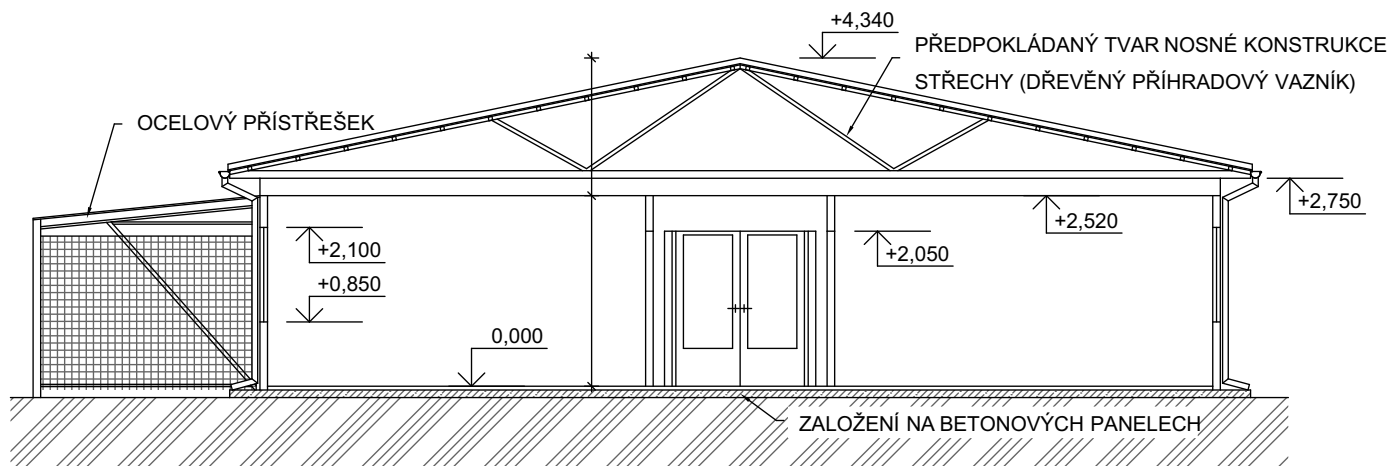 +4,340
PŘEDPOKLÁDANÝ TVAR NOSNÉ KONSTRUKCE
STŘECHY (DŘEVĚNÝ PŘÍHRADOVÝ VAZNÍK)
OCELOVÝ PŘÍSTŘEŠEK
+2,750
+2,520
+2,100
+2,050
+0,850
0,000
ZALOŽENÍ NA BETONOVÝCH PANELECH